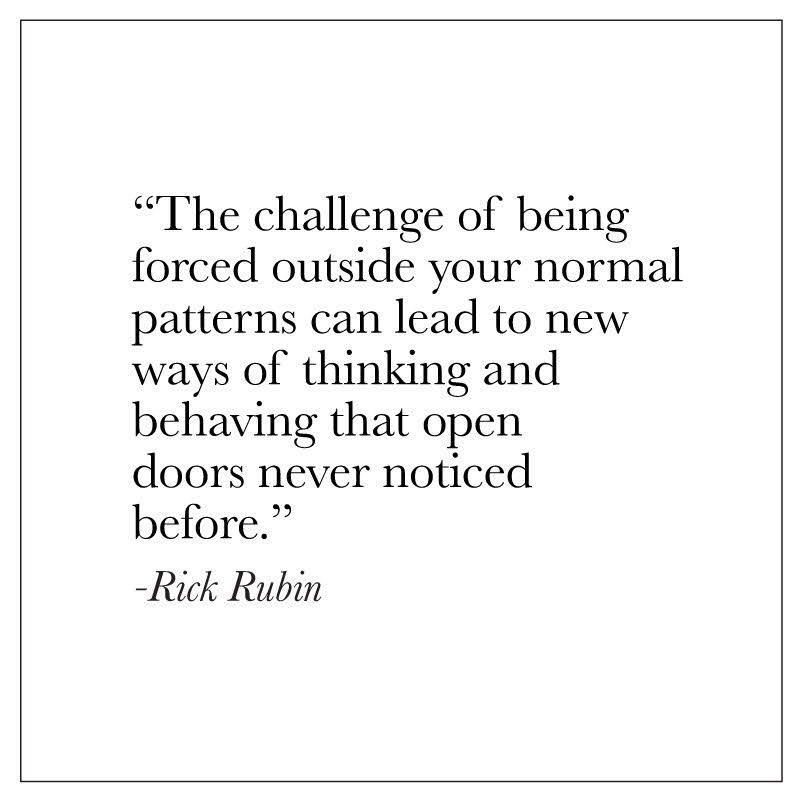 “The challenge of being
forced outside your normal
patterns can lead to new
ways of thinking and
behaving that open
doors never noticed
before.”
-Rick Rubin